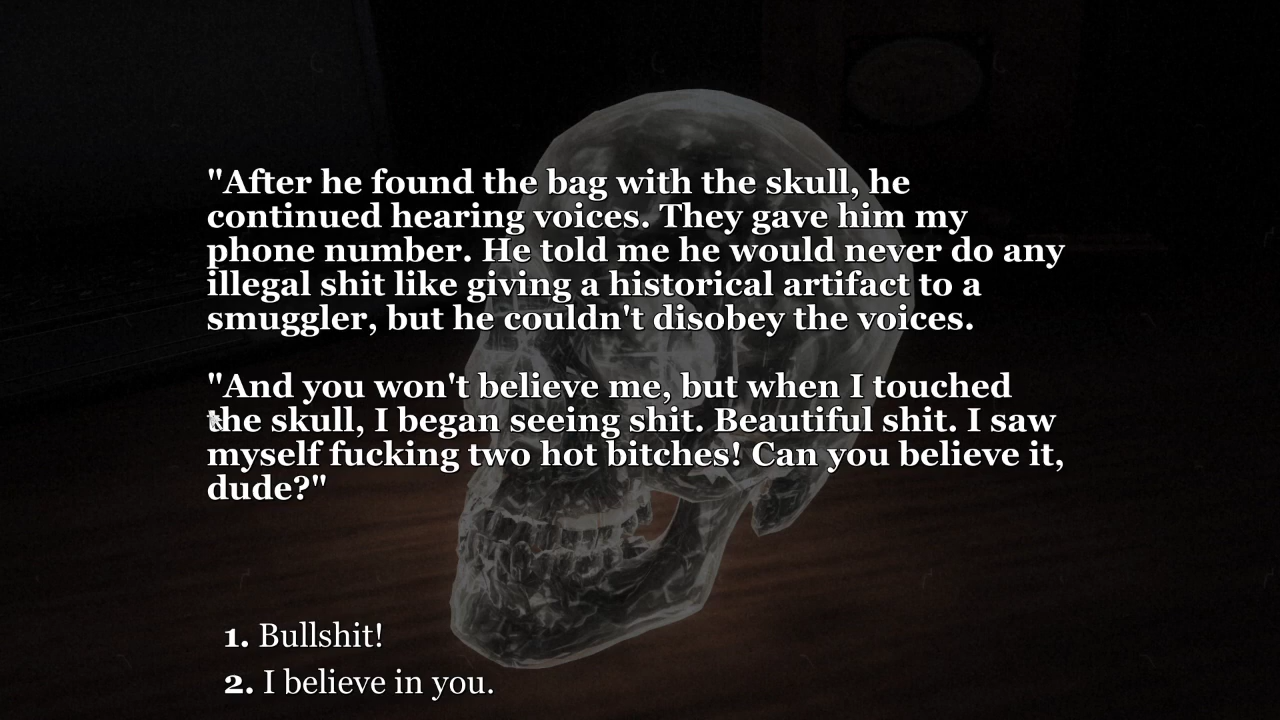 "After he found the bag with the skull, he
continued hearing voices. They gave him my
phone number. He told me he would never do any
illegal shit like giving a historical artifact to a
smuggler, but he couldn't disobey the voices.
"And you won't believe me, but when I touched
the skull, I began seeing shit. Beautiful shit. I saw
myself fucking two hot bitches! Can you believe it,
dude?"
1. Bullshit!
2. I believe in you.